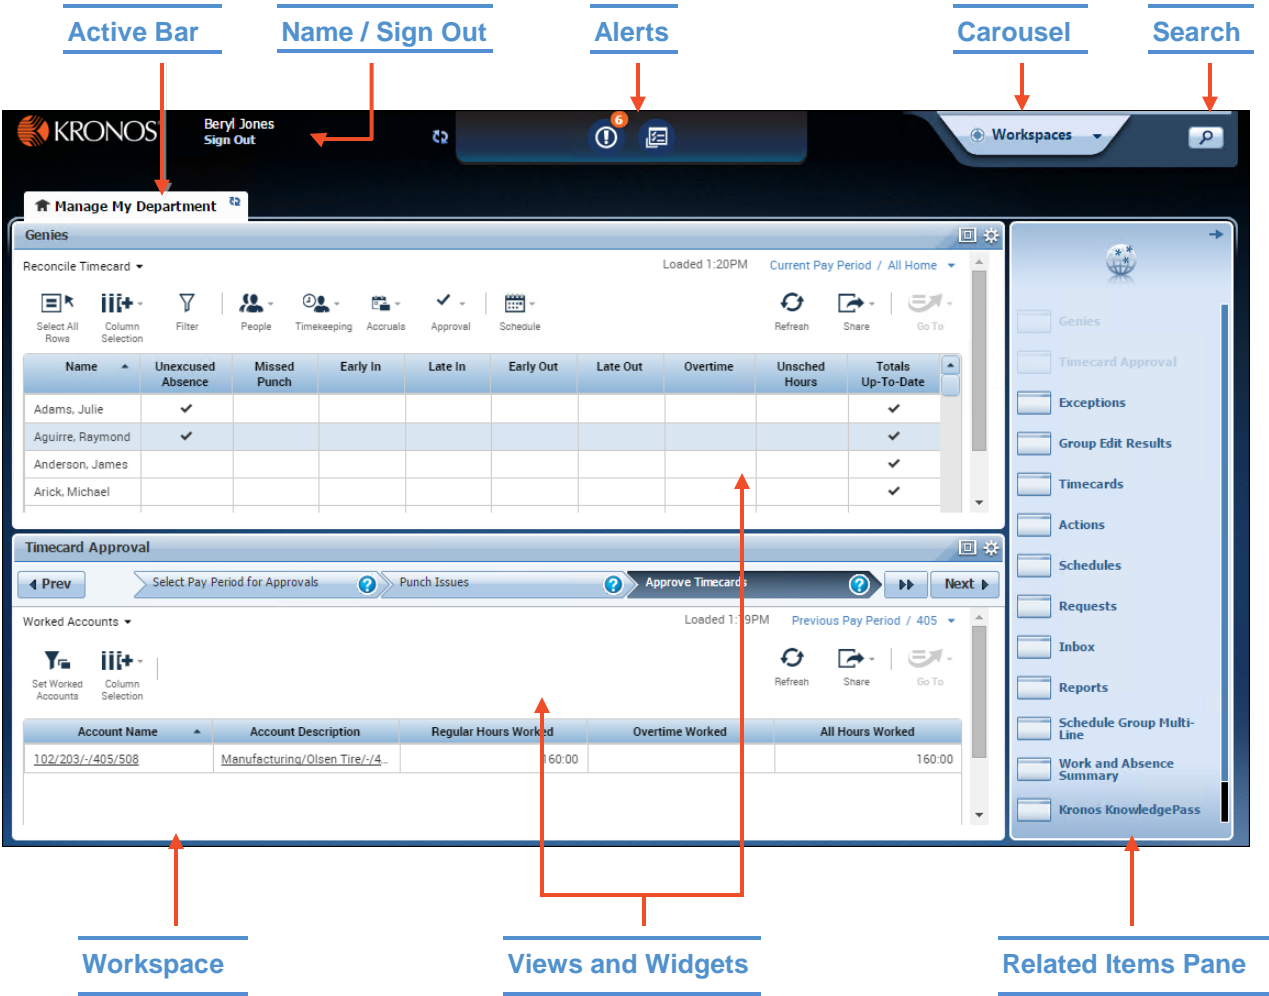 Active Bar
Name / Sign Out
Alerts
Carousel
Search
KRONOS
Beryl Jones
Sign Out
6
Workspaces
Manage My Department
Genies
Reconcile Timecard
Loaded 1:20PM
Current Pay Period / All Home
Select All Rows
Column Selection
Filter
People
Timekeeping
Accruals
Approval
Schedule
Refresh
Share
Go To
Name
Unexcused Absence
Missed Punch
Early In
Late In
Early Out
Late Out
Overtime
Unsched Hours
Totals Up-To-Date
Adams, Julie
Aguirre, Raymond
Anderson, James
Arick, Michael
Timecard Approval
Prev
Select Pay Period for Approvals
?
Punch Issues
?
Approve Timecards
?
Next
Worked Accounts
Loaded 1:19PM
Previous Pay Period / 405
Set Worked Accounts
Column Selection
Refresh
Share
Go To
Account Name
Account Description
Regular Hours Worked
Overtime Worked
All Hours Worked
102/203/-/405/508
Manufacturing/Olsen Tire/-/4...
160:00
160:00
Genies
Timecard Approval
Exceptions
Group Edit Results
Timecards
Actions
Schedules
Requests
Inbox
Reports
Schedule Group Multi-
Line
Work and Absence
Summary
Kronos KnowledgePass
Workspace
Views and Widgets
Related Items Pane